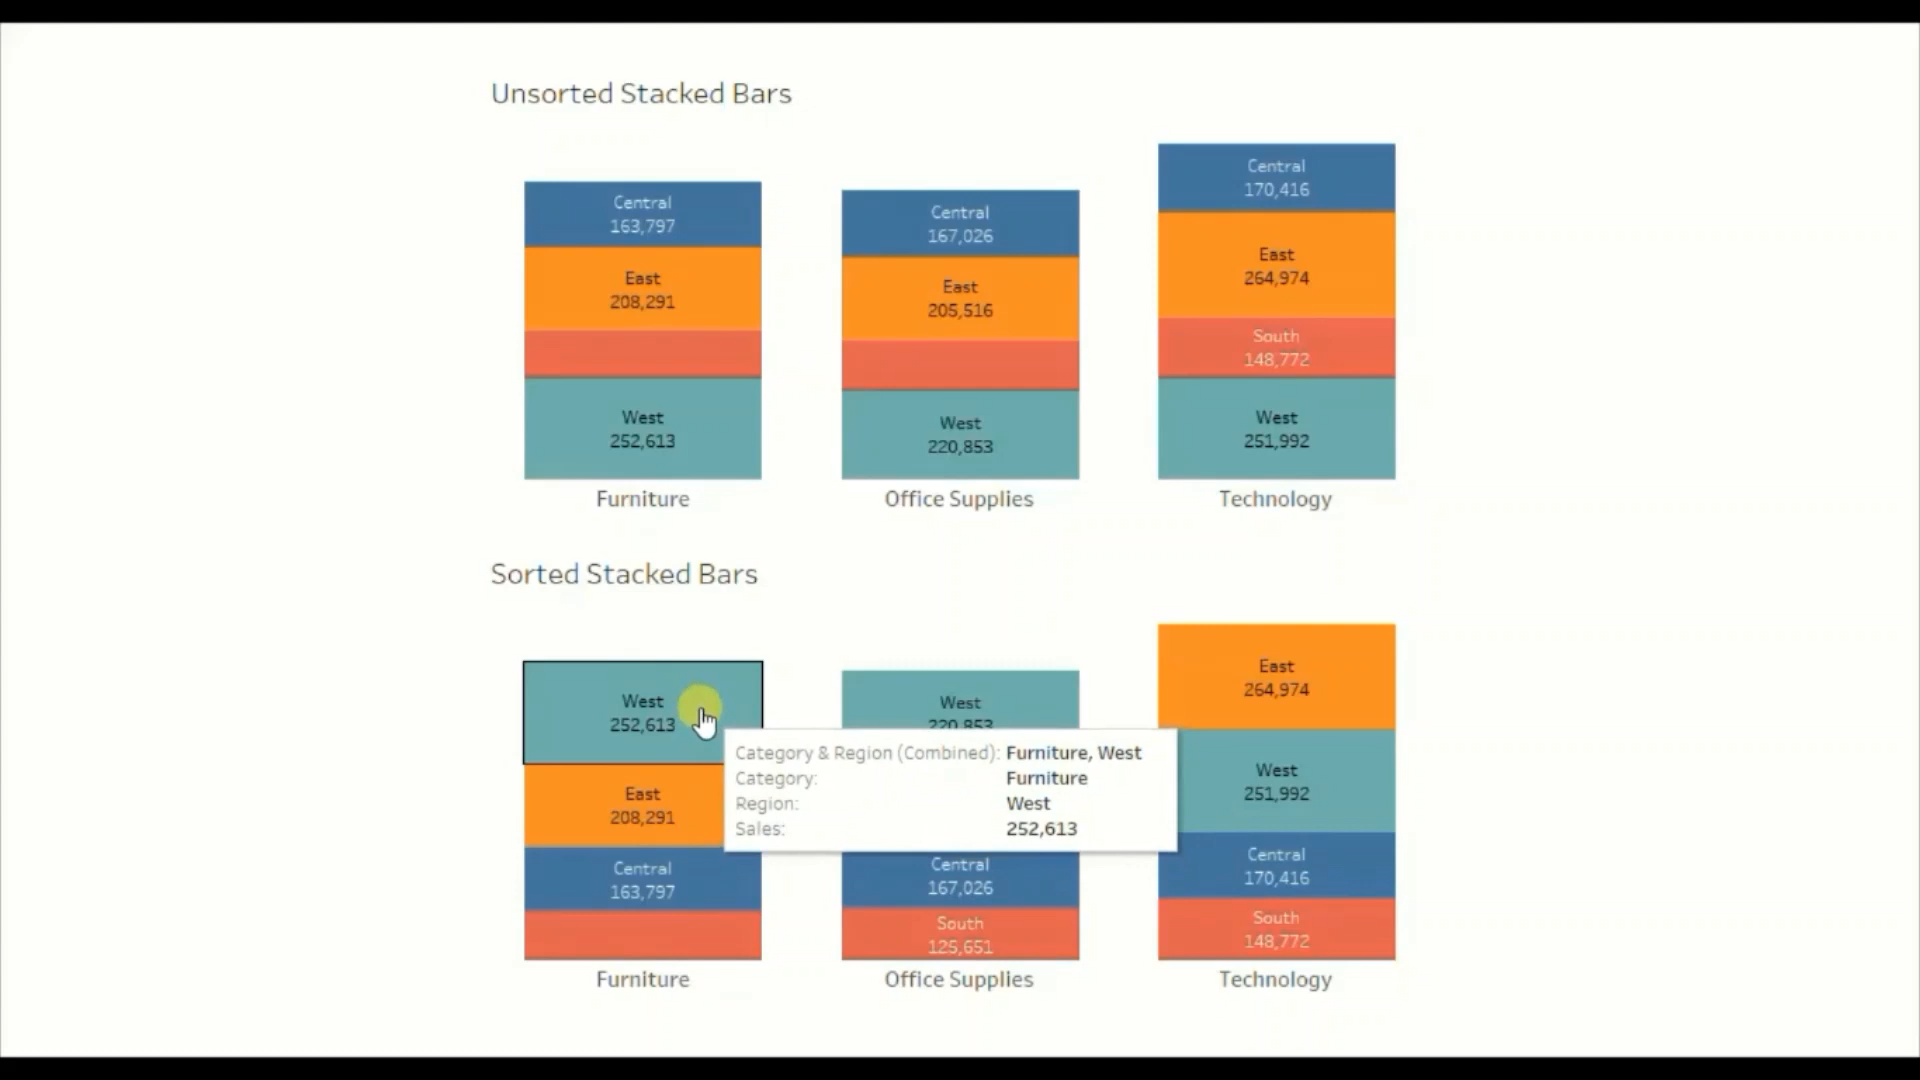 Unsorted Stacked Bars
Central
163,797
East
208,291
West
252,613
Furniture
Central
167,026
East
205,516
West
220,853
Office Supplies
Central
170,416
East
264,974
South
148,772
West
251,992
Technology
Sorted Stacked Bars
West
252,613
East
208,291
Central
163,797
Furniture
West
220,853
Central
167,026
South
125,651
Office Supplies
East
264,974
West
251,992
Central
170,416
South
148,772
Technology
Category & Region (Combined): Furniture, West
Category: Furniture
Region: West
Sales: 252,613